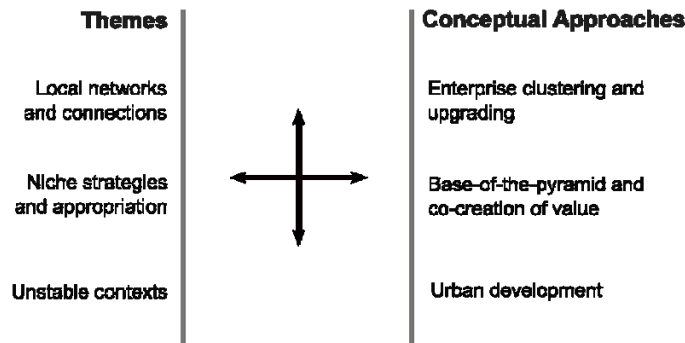 Themes
Conceptual Approaches
Local networks
and connections
Enterprise clustering and
upgrading
Niche strategies
and appropriation
Base-of-the-pyramid and
co-creation of value
Unstable contexts
Urban development